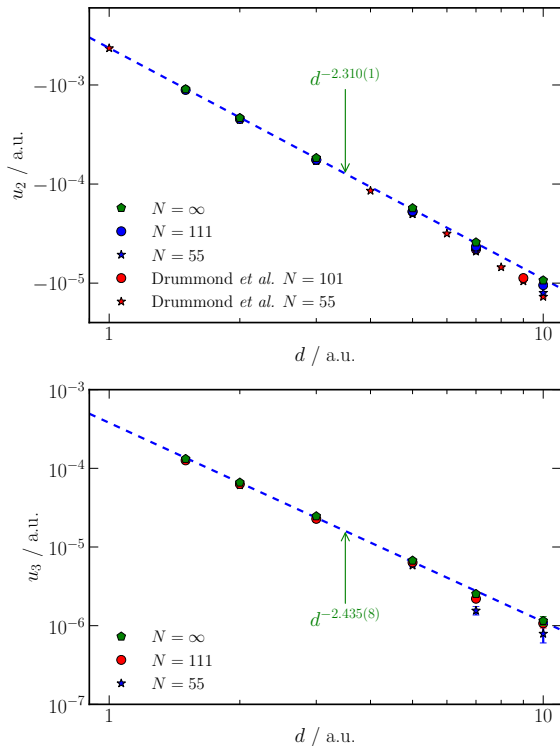 −10⁻³
−10⁻⁴
−10⁻⁵
u₂ / a.u.
d^−2.310(1)
N = ∞
N = 111
N = 55
Drummond et al. N = 101
Drummond et al. N = 55
1
10
d / a.u.
10⁻³
10⁻⁴
10⁻⁵
10⁻⁶
10⁻⁷
u₃ / a.u.
d^−2.435(8)
N = ∞
N = 111
N = 55
1
10
d / a.u.